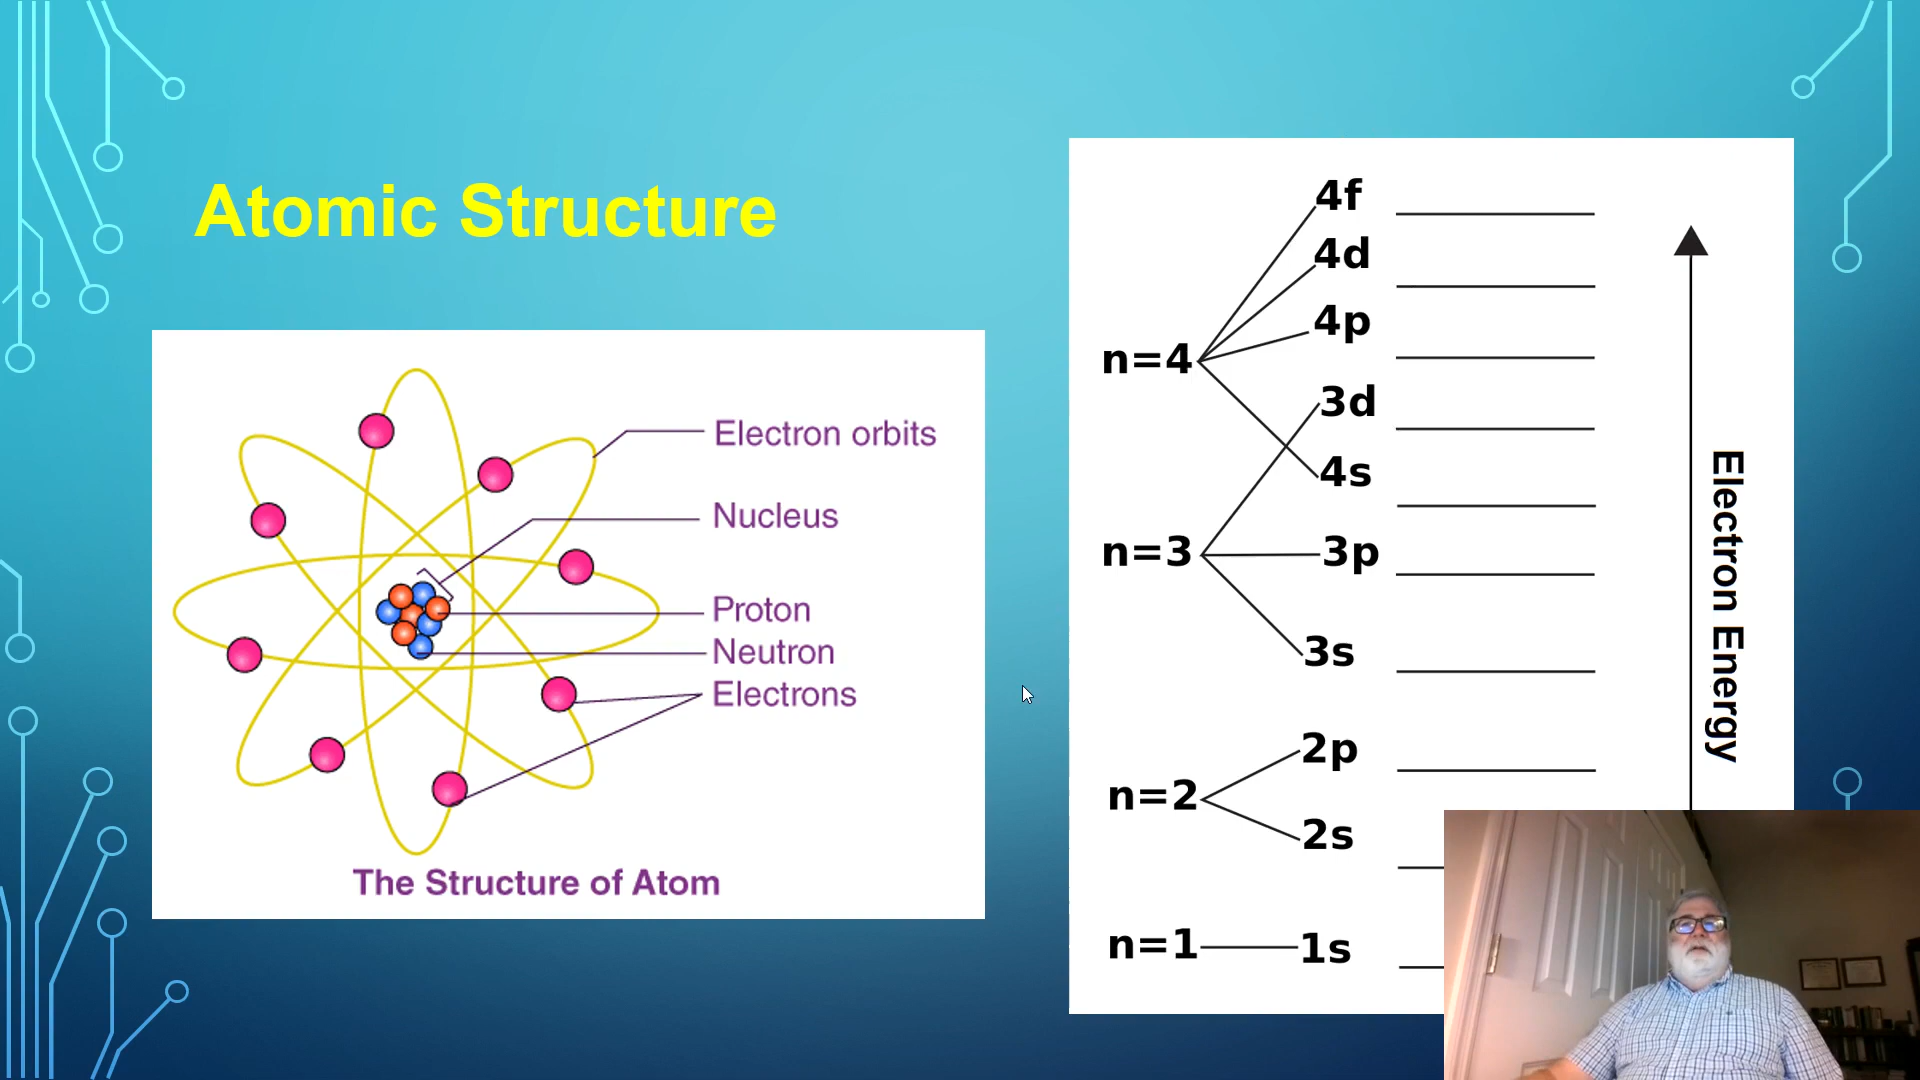 Atomic Structure
Electron orbits
Nucleus
Proton
Neutron
Electrons
The Structure of Atom
4f
4d
4p
n=4
3d
4s
n=3
3p
3s
2p
n=2
2s
n=1
1s
Electron Energy